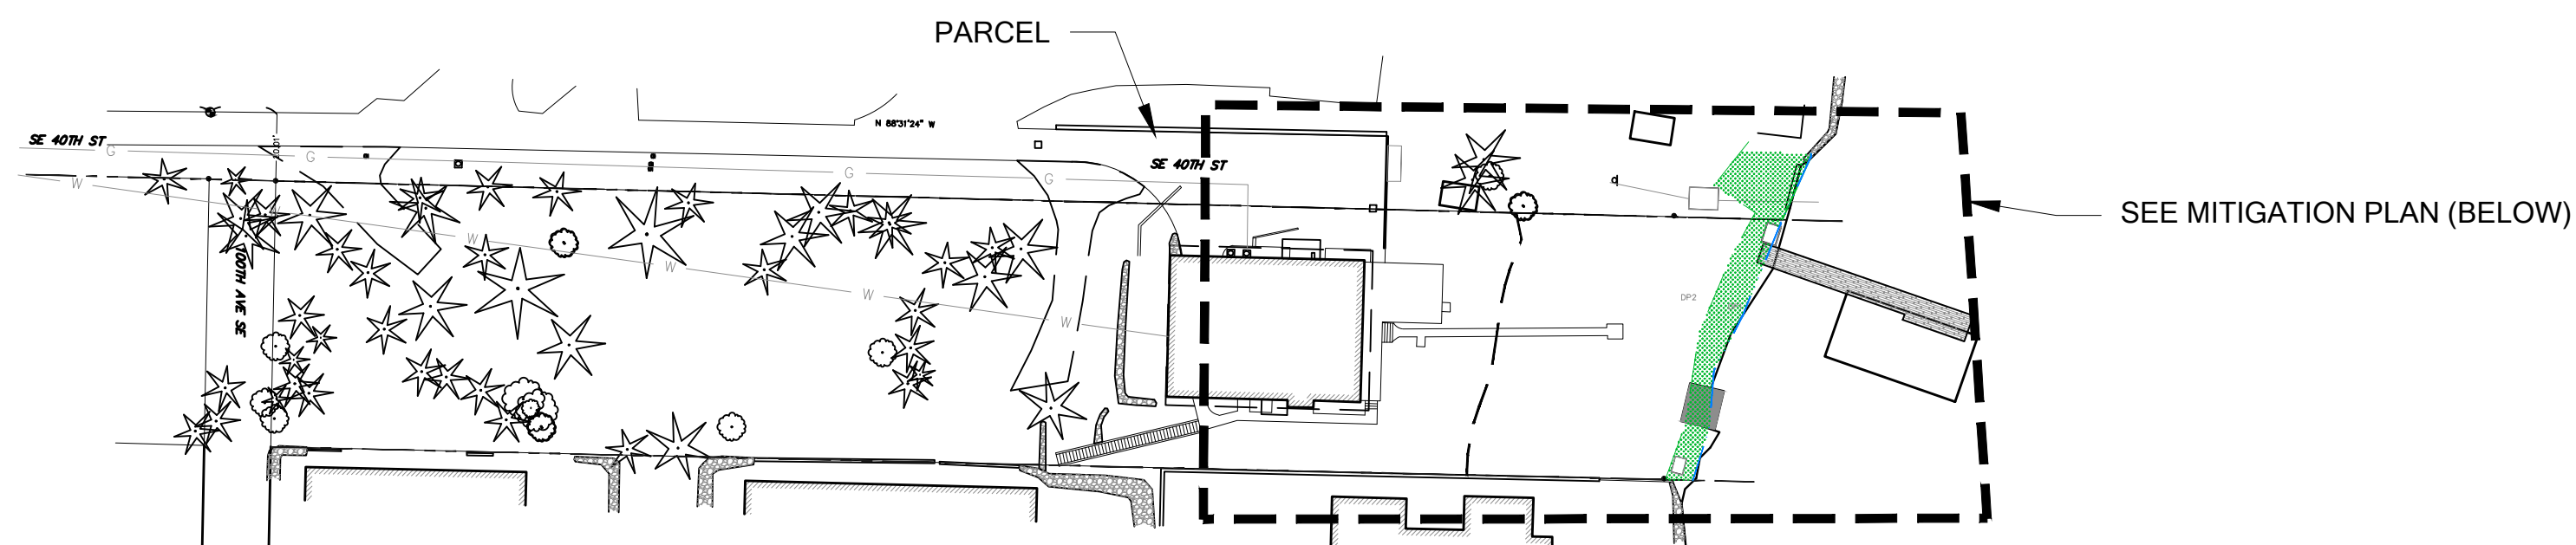 PARCEL
N 88°31'24" W
SE 40TH ST
G
G
G
G
SE 40TH ST
W
W
W
W
W
SEE MITIGATION PLAN (BELOW)
100TH AVE SE
DP2